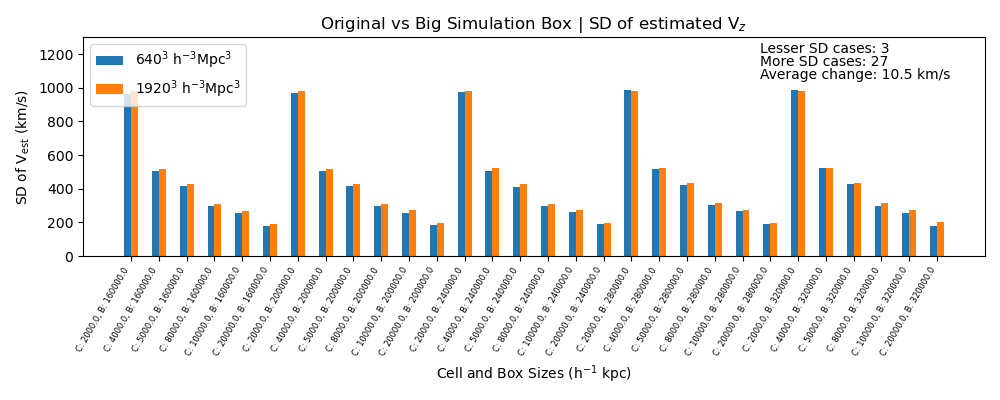 Original vs Big Simulation Box | SD of estimated V_z
640³ h⁻³Mpc³
1920³ h⁻³Mpc³
Lesser SD cases: 3
More SD cases: 27
Average change: 10.5 km/s
SD of V_est (km/s)
1200
1000
800
600
400
200
0
C: 2000.0, B: 160000.0
C: 4000.0, B: 160000.0
C: 5000.0, B: 160000.0
C: 8000.0, B: 160000.0
C: 10000.0, B: 160000.0
C: 20000.0, B: 160000.0
C: 2000.0, B: 200000.0
C: 4000.0, B: 200000.0
C: 5000.0, B: 200000.0
C: 8000.0, B: 200000.0
C: 10000.0, B: 200000.0
C: 20000.0, B: 200000.0
C: 2000.0, B: 240000.0
C: 4000.0, B: 240000.0
C: 5000.0, B: 240000.0
C: 8000.0, B: 240000.0
C: 10000.0, B: 240000.0
C: 20000.0, B: 240000.0
C: 2000.0, B: 280000.0
C: 4000.0, B: 280000.0
C: 5000.0, B: 280000.0
C: 8000.0, B: 280000.0
C: 10000.0, B: 280000.0
C: 20000.0, B: 280000.0
C: 2000.0, B: 320000.0
C: 4000.0, B: 320000.0
C: 5000.0, B: 320000.0
C: 8000.0, B: 320000.0
C: 10000.0, B: 320000.0
C: 20000.0, B: 320000.0
Cell and Box Sizes (h⁻¹ kpc)